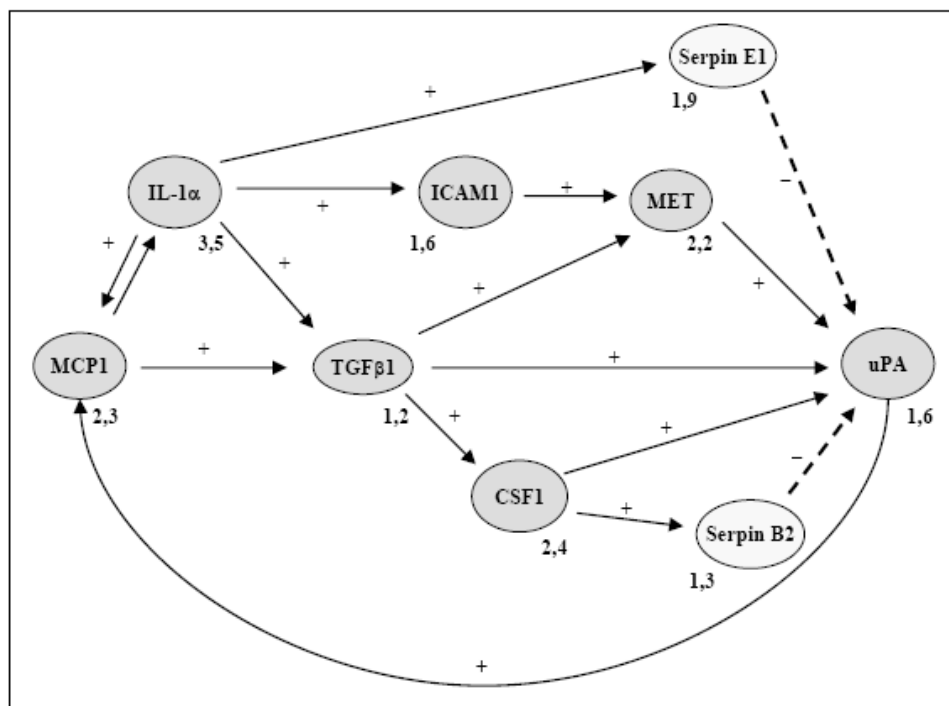 Serpin E1
+
1,9
IL-1α
+
ICAM1
+
MET
−
+
3,5
1,6
2,2
+
+
+
MCP1
+
TGFβ1
+
uPA
2,3
1,2
+
+
1,6
CSF1
+
−
Serpin B2
2,4
1,3
+